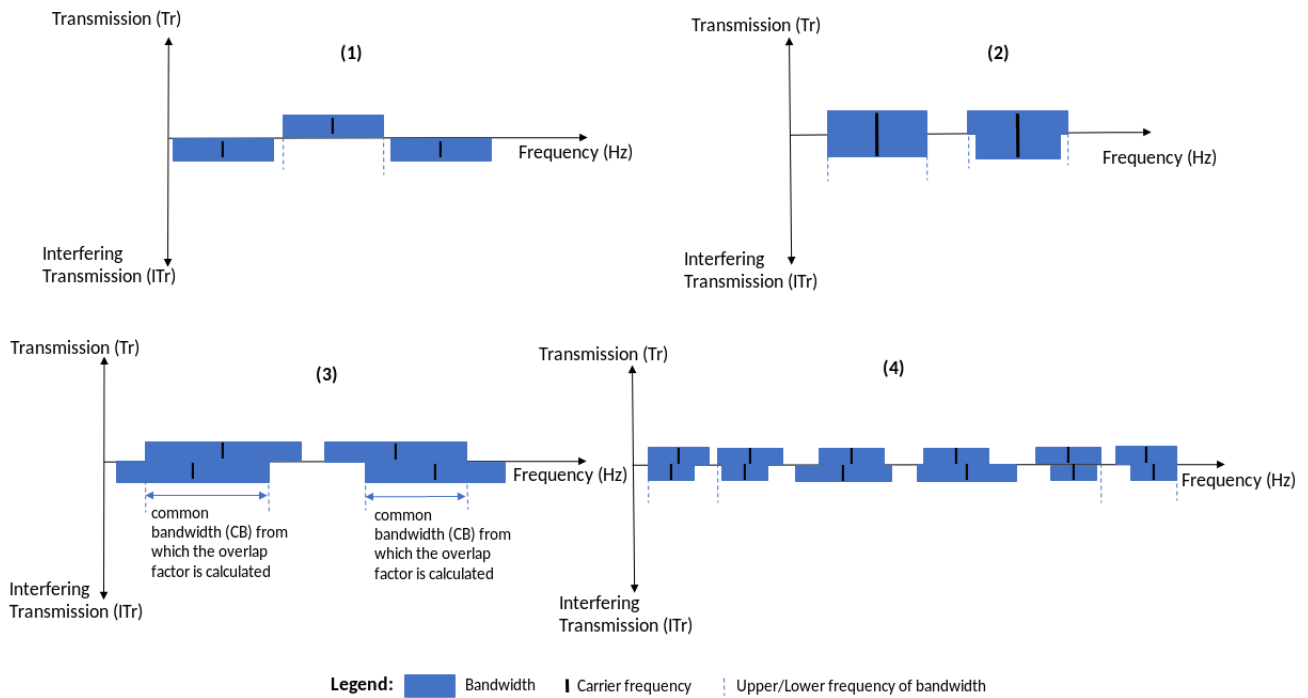 Transmission (Tr)
(1)
Frequency (Hz)
Interfering
Transmission (ITr)
Transmission (Tr)
(2)
Frequency (Hz)
Interfering
Transmission (ITr)
Transmission (Tr)
(3)
Frequency (Hz)
common
bandwidth (CB) from
which the overlap
factor is calculated
common
bandwidth (CB) from
which the overlap
factor is calculated
Interfering
Transmission (ITr)
Transmission (Tr)
(4)
Frequency (Hz)
Interfering
Transmission (ITr)
Legend: Bandwidth Carrier frequency Upper/Lower frequency of bandwidth